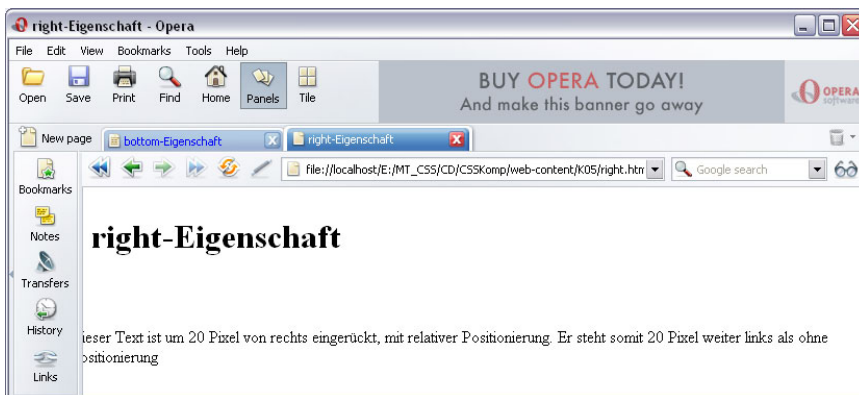 right-Eigenschaft - Opera
File Edit View Bookmarks Tools Help
Open Save Print Find Home Panels Tile
BUY OPERA TODAY!
And make this banner go away
OPERA
software
New page bottom-Eigenschaft right-Eigenschaft
file://localhost/E:/MT_CSS/CD/CSSKomp/web-content/K05/right.htm Google search
Bookmarks
Notes
Transfers
History
Links
right-Eigenschaft
ieser Text ist um 20 Pixel von rechts eingerückt, mit relativer Positionierung. Er steht somit 20 Pixel weiter links als ohne
ositionierung